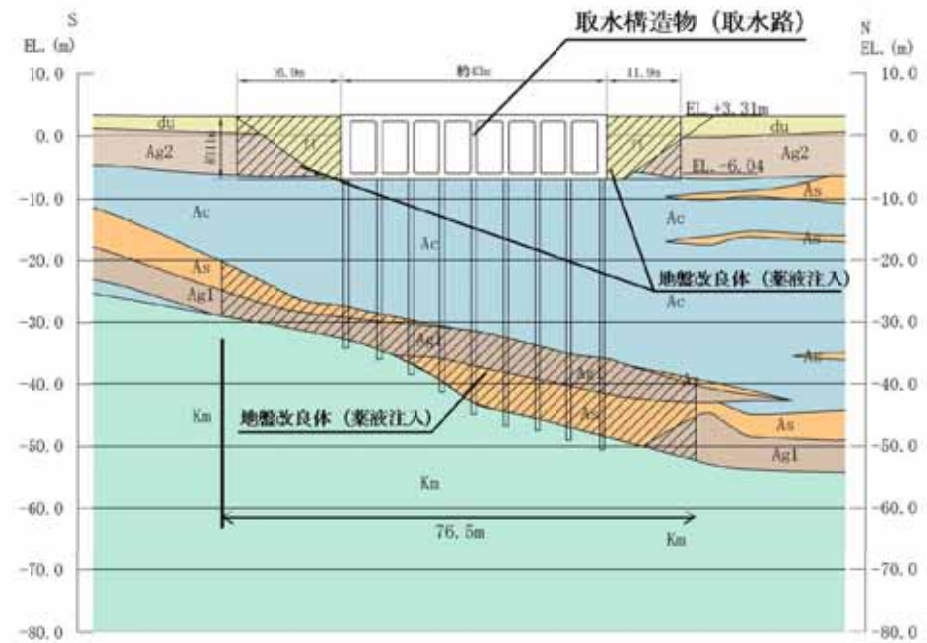 取水構造物（取水路）
S
EL. (m)
N
EL. (m)
10.0
0.0
-10.0
-20.0
-30.0
-40.0
-50.0
-60.0
-70.0
-80.0
10.0
0.0
-10.0
-20.0
-30.0
-40.0
-50.0
-60.0
-70.0
-80.0
約43m
11.9m
EL.+3.31m
EL.-6.04
du
du
Ag2
Ag2
約11m
Ac
Ac
Ac
Ac
As
As
As
As
As
As
Ag1
Ag1
Ag1
地盤改良体（薬液注入）
地盤改良体（薬液注入）
Km
Km
Km
76.5m